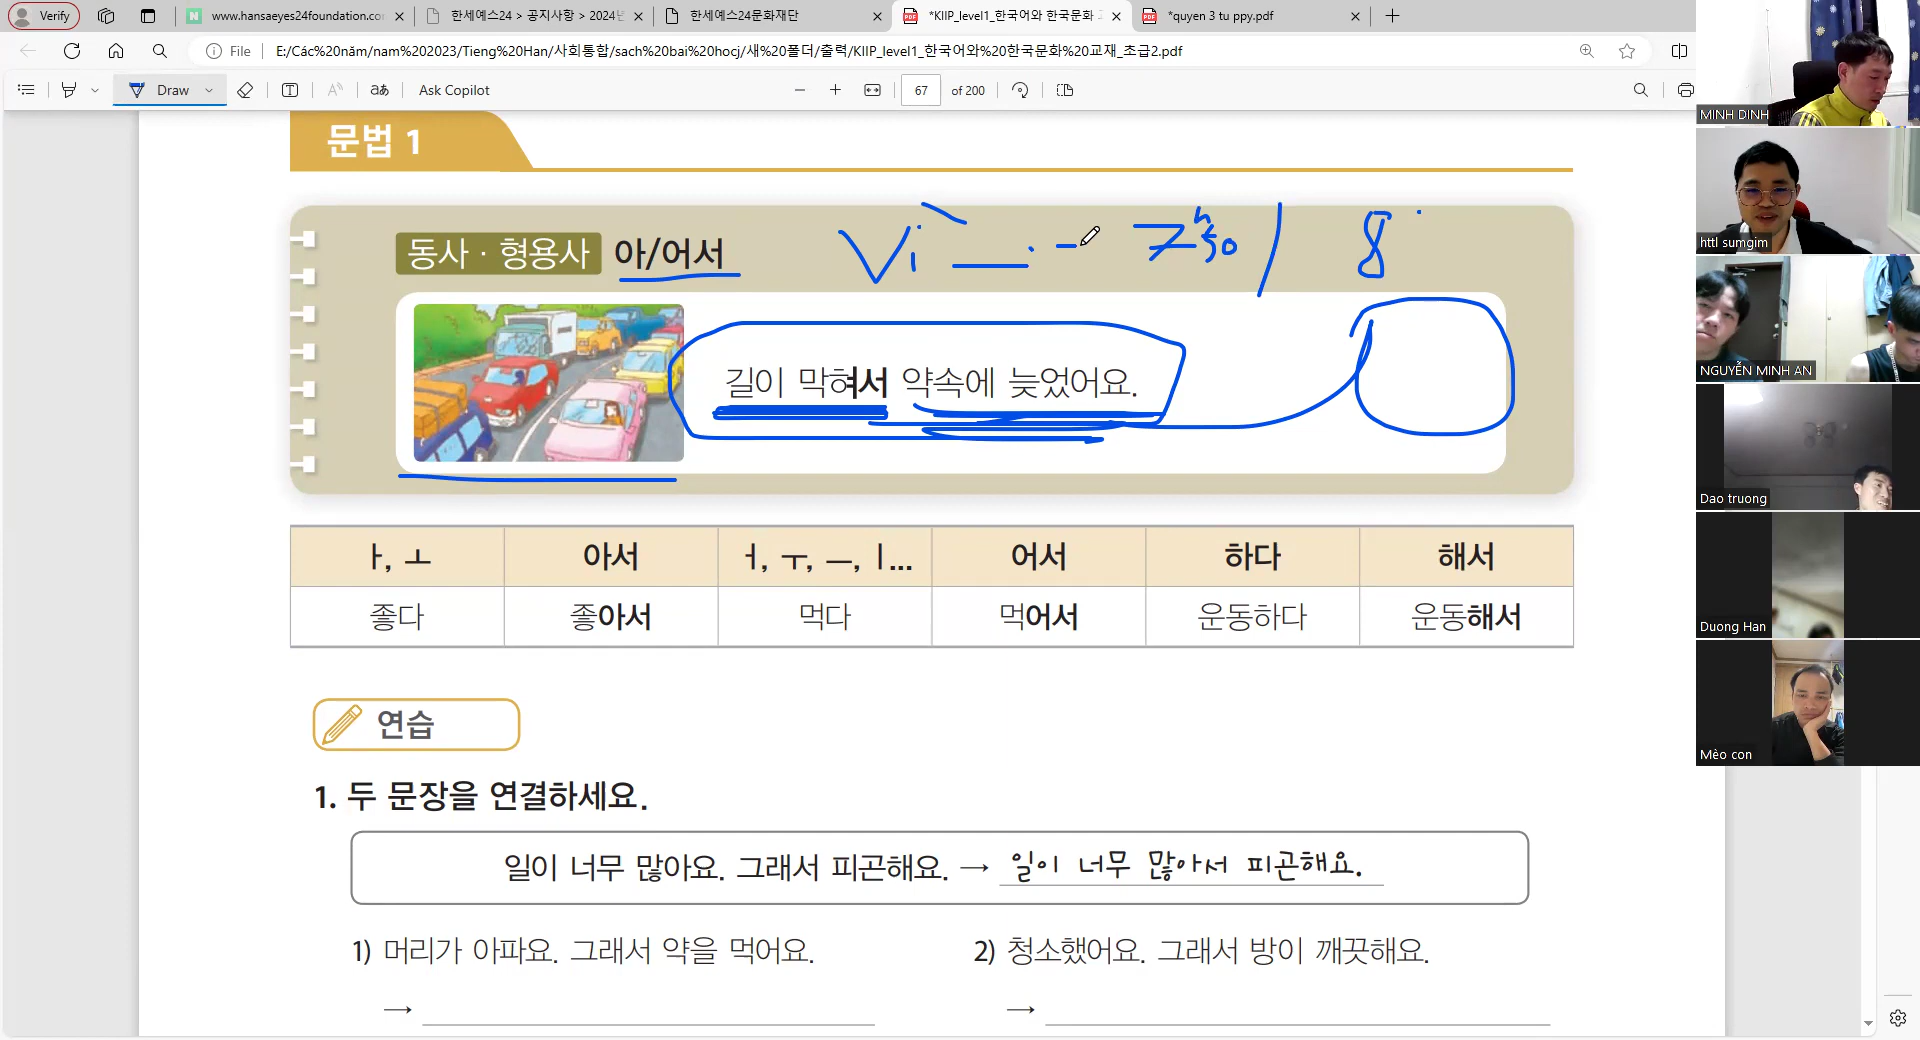 Verify
www.hansaeyes24foundation.co
한세예스24 > 공지사항 > 2024년
한세예스24문화재단
*KIIP_level1_한국어와 한국문화 교
*quyen 3 tu ppy.pdf
File
E:/Các%20năm/nam%202023/Tieng%20Han/사회통합/sach%20bai%20hocj/새%20폴더/출력/KIIP_level1_한국어와%20한국문화%20교재_초급2.pdf
Draw
aあ
Ask Copilot
67
of 200
문법 1
동사 · 형용사 아/어서
Vì __. - 7h30 / 8
길이 막혀서 약속에 늦었어요.
ㅏ, ㅗ 아서 ㅓ, ㅜ, ㅡ, ㅣ... 어서 하다 해서
좋다 좋아서 먹다 먹어서 운동하다 운동해서
연습
1. 두 문장을 연결하세요.
일이 너무 많아요. 그래서 피곤해요. → 일이 너무 많아서 피곤해요.
1) 머리가 아파요. 그래서 약을 먹어요.
→
2) 청소했어요. 그래서 방이 깨끗해요.
→
MINH DINH
httl sumgim
NGUYỄN MINH AN
Dao truong
Duong Han
Mèo con